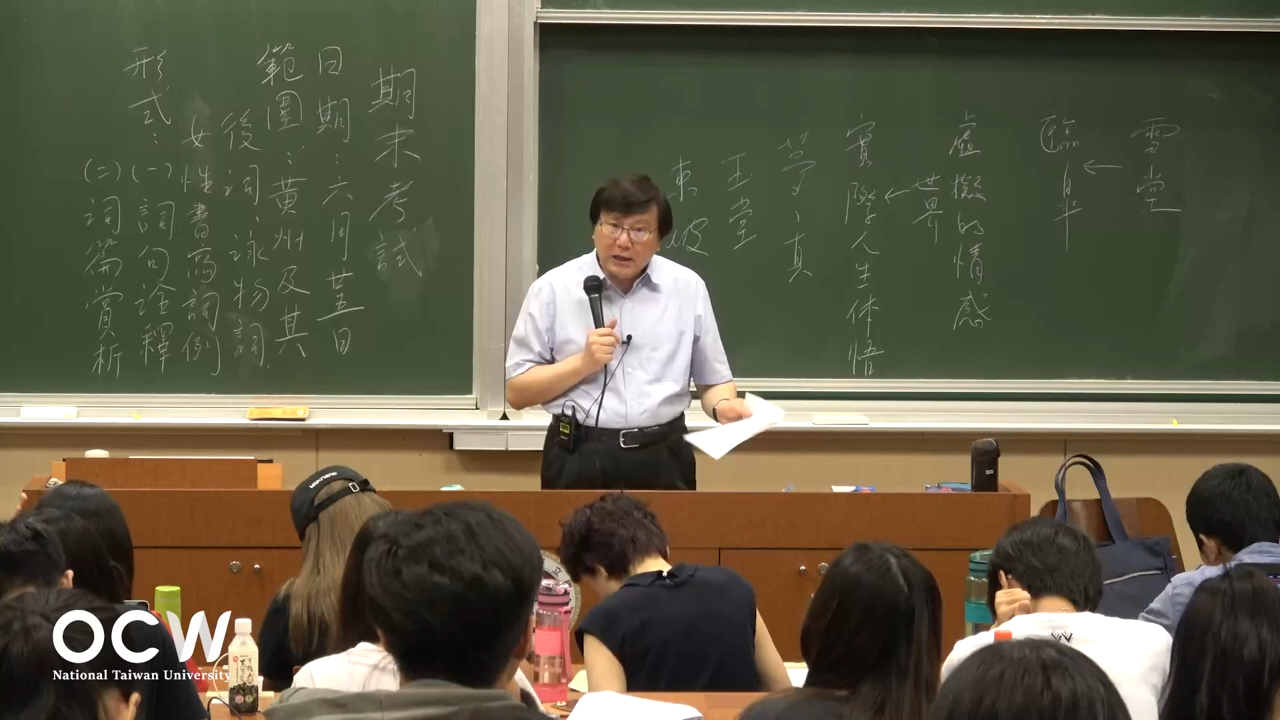 雪堂
臨皋
虛擬的情感
世界
實際人生体悟
夢、真
玉堂
東坡
期末考試
日期：六月廿五日
範圍：黃州及其
後詞、詠物詞、
女性書寫詞例
形式：(一)詞句詮釋
(二)詞篇賞析
OCW
National Taiwan University